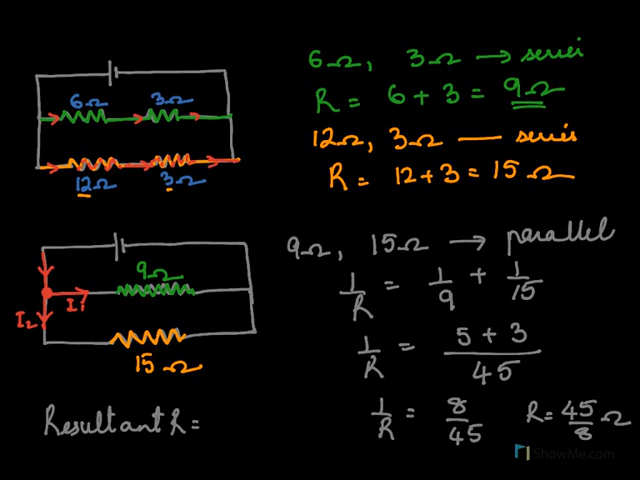 6Ω, 3Ω → series
R = 6 + 3 = 9Ω
12Ω, 3Ω — series
R = 12 + 3 = 15Ω
6Ω 3Ω
12Ω 3Ω
9Ω, 15Ω → parallel
1/R = 1/9 + 1/15
1/R = 5 + 3 / 45
1/R = 8/45 R = 45/8 Ω
9Ω
I1
I2
15Ω
Resultant R =
ShowMe.com